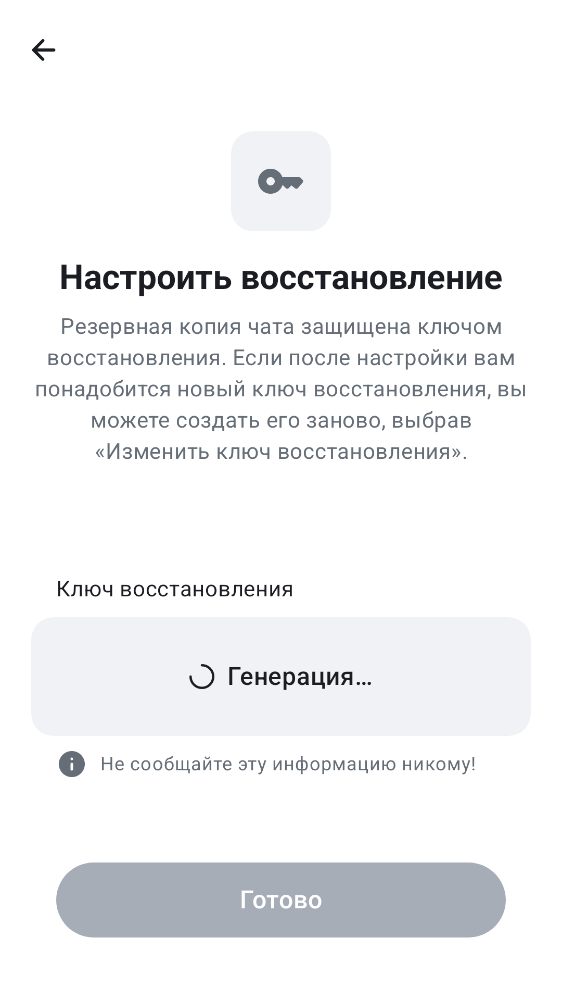 Настроить восстановление
Резервная копия чата защищена ключом
восстановления. Если после настройки вам
понадобится новый ключ восстановления, вы
можете создать его заново, выбрав
«Изменить ключ восстановления».
Ключ восстановления
Генерация…
Не сообщайте эту информацию никому!
Готово